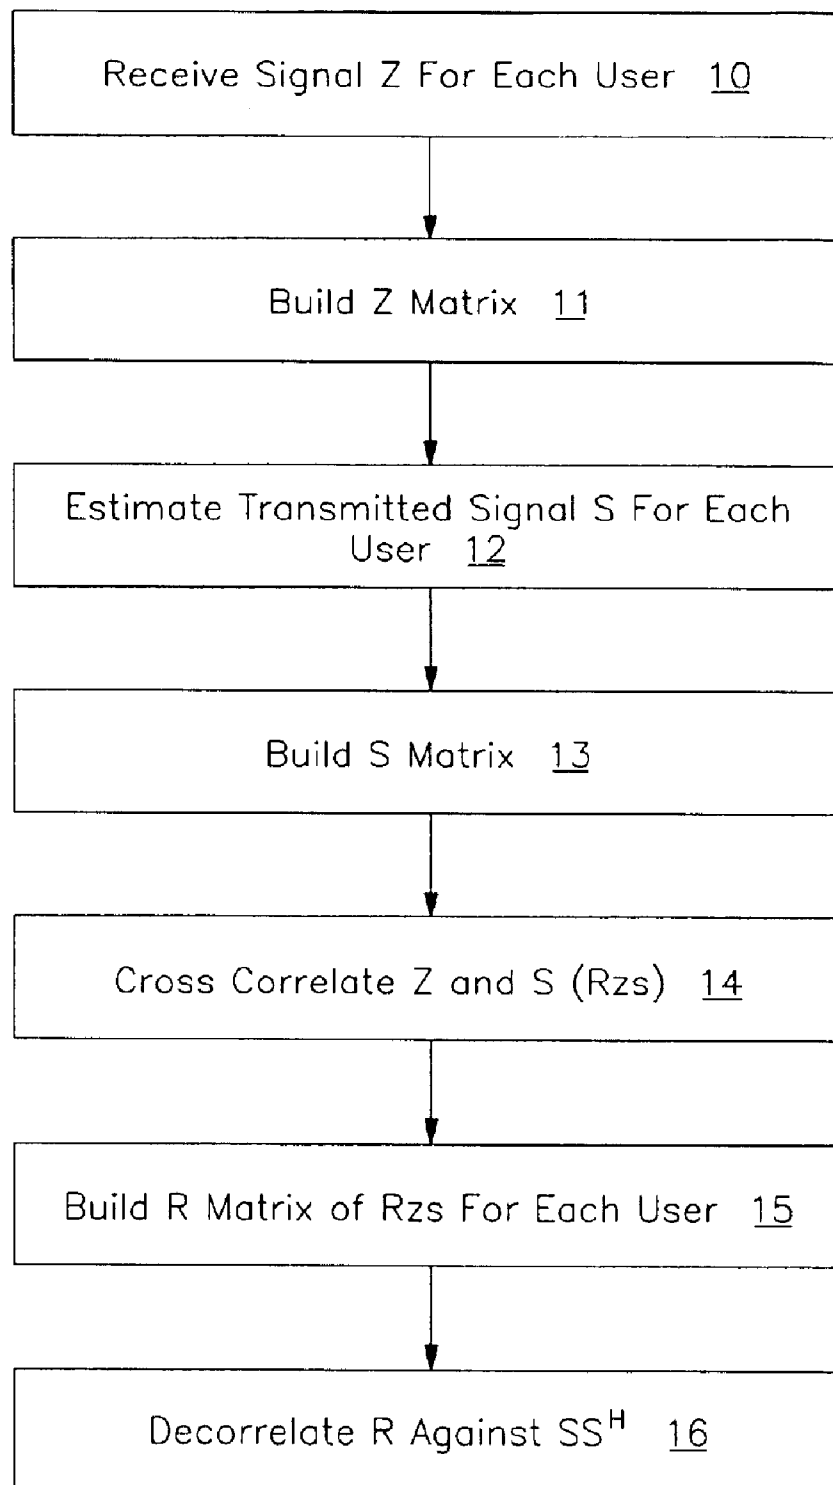 Receive Signal Z For Each User 10
Build Z Matrix 11
Estimate Transmitted Signal S For Each
User 12
Build S Matrix 13
Cross Correlate Z and S (Rzs) 14
Build R Matrix of Rzs For Each User 15
Decorrelate R Against SSᴴ 16